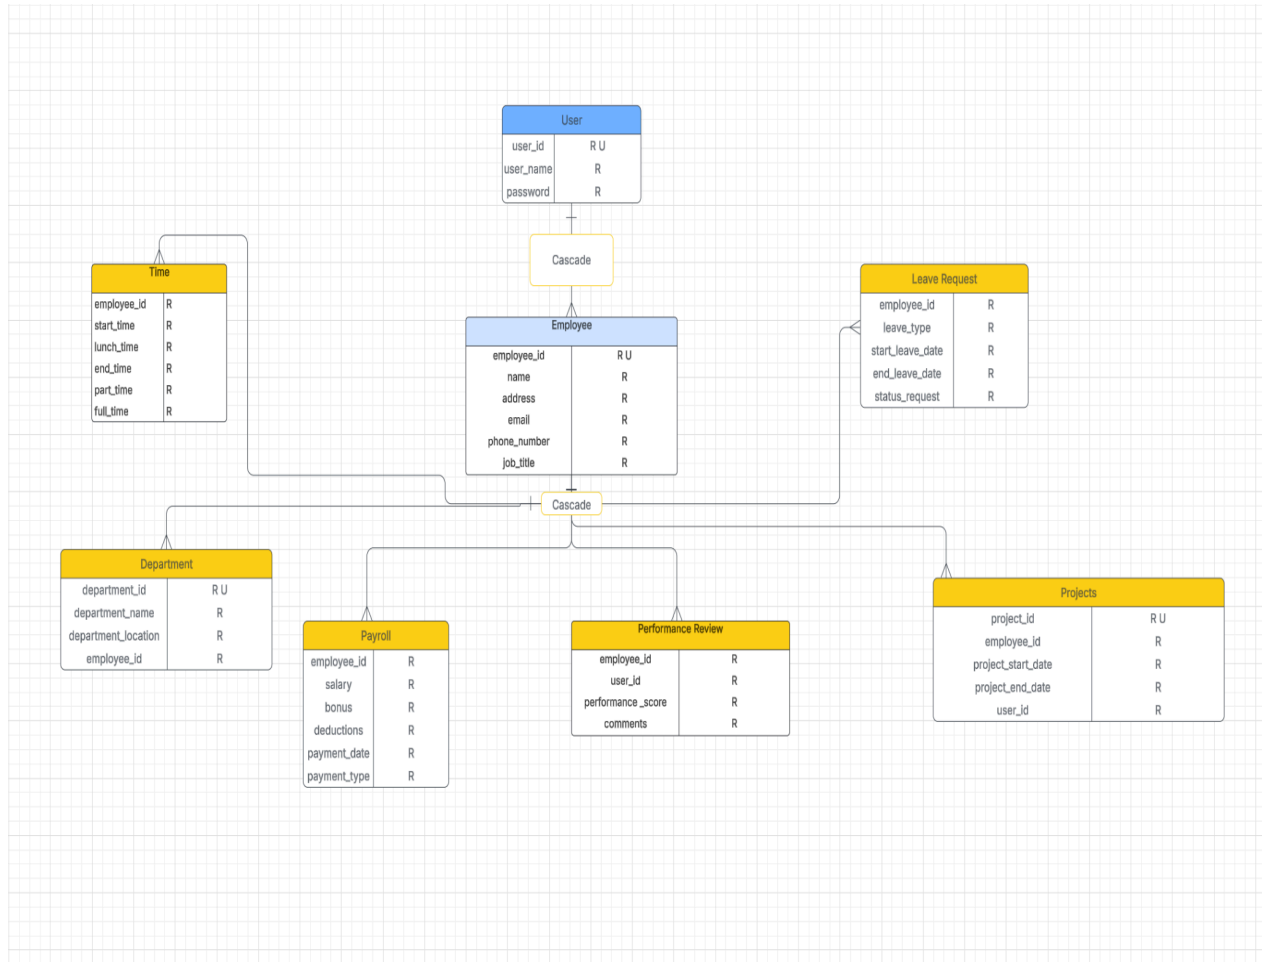 User
user_id R U
user_name R
password R
Cascade
Time
employee_id R
start_time R
lunch_time R
end_time R
part_time R
full_time R
Employee
employee_id R U
name R
address R
email R
phone_number R
job_title R
Leave Request
employee_id R
leave_type R
start_leave_date R
end_leave_date R
status_request R
Cascade
Department
department_id R U
department_name R
department_location R
employee_id R
Payroll
employee_id R
salary R
bonus R
deductions R
payment_date R
payment_type R
Performance Review
employee_id R
user_id R
performance _score R
comments R
Projects
project_id R U
employee_id R
project_start_date R
project_end_date R
user_id R